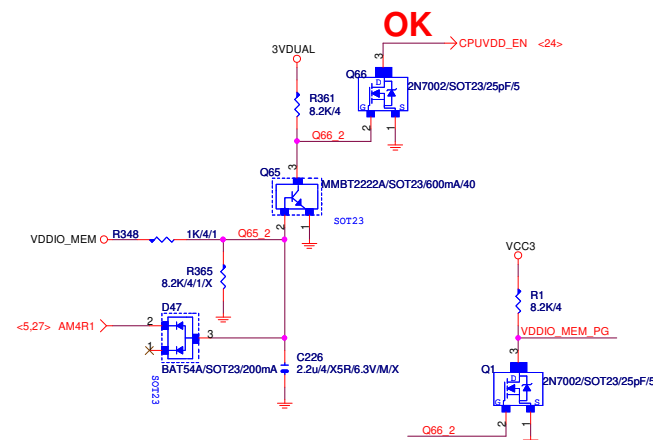 OK
CPUVDD_EN <24>
3VDUAL
3
Q66
D
2N7002/SOT23/25pF/5
R361
8.2K/4
G
S
Q66_2
2
1
3
Q65
MMBT2222A/SOT23/600mA/40
SOT23
2
1
VDDIO_MEM
R348
1K/4/1
Q65_2
R365
8.2K/4/1/X
VCC3
D47
R1
8.2K/4
<5,27> AM4R1
2
3
1
VDDIO_MEM_PG
BAT54A/SOT23/200mA
SOT23
C226
2.2u/4/X5R/6.3V/M/X
3
Q1
D
2N7002/SOT23/25pF/5
G
S
Q66_2
2
1